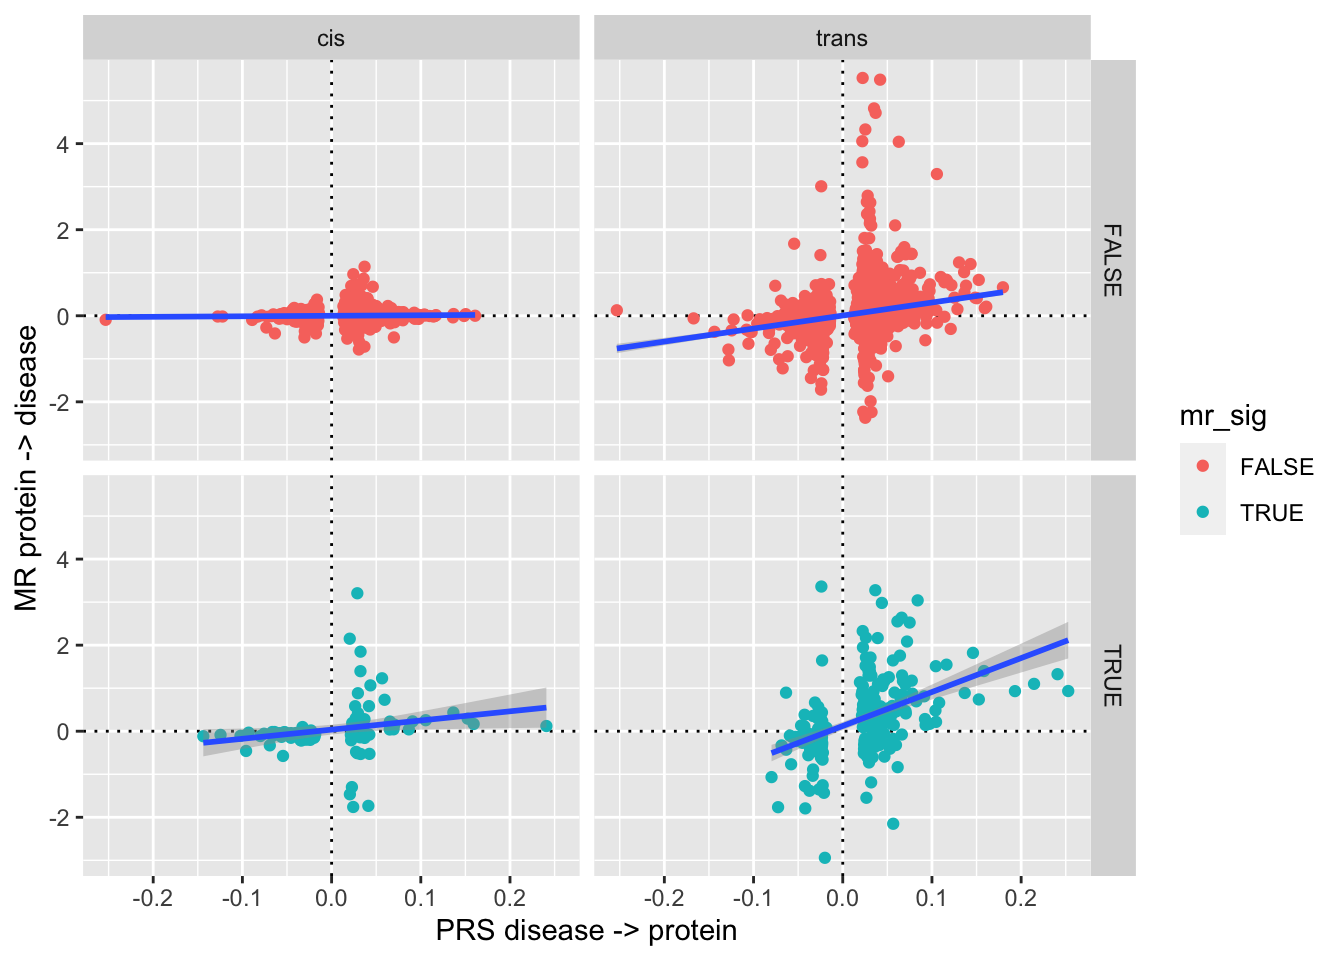 cis
trans
4
2
0
-2
FALSE
4
2
0
-2
TRUE
-0.2
-0.1
0.0
0.1
0.2
-0.2
-0.1
0.0
0.1
0.2
PRS disease -> protein
MR protein -> disease
mr_sig
FALSE
TRUE